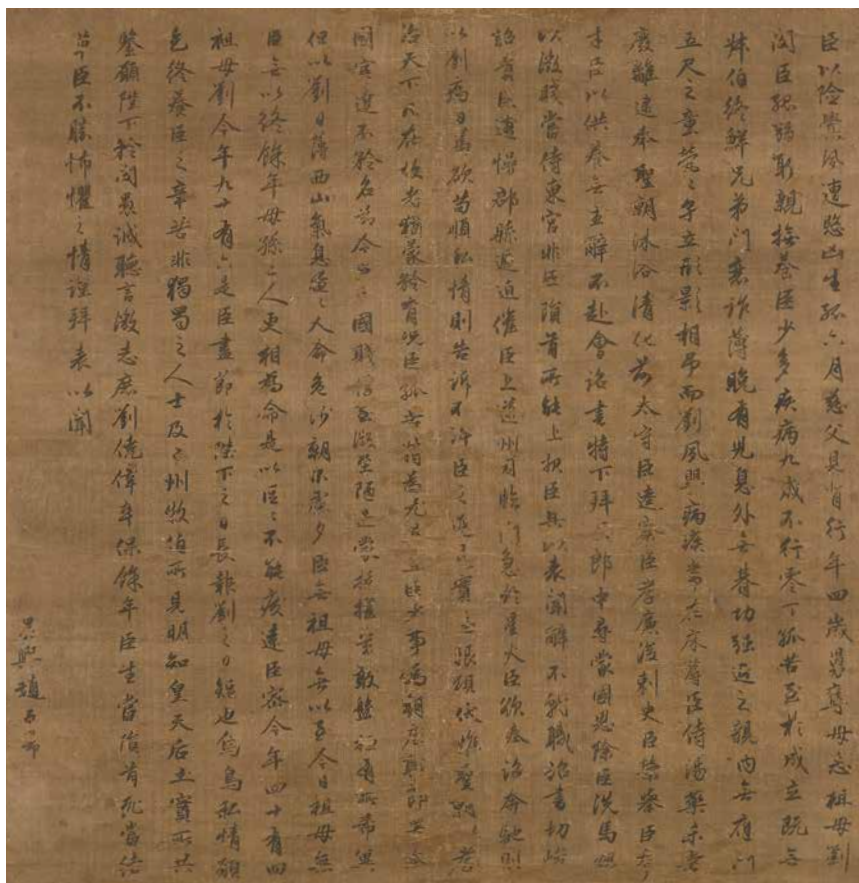 臣以險釁夙遭愍凶生孩六月慈父見背行年四歲舅奪母志祖母劉
閔臣孤弱躬親撫養臣少多疾病九歲不行零丁孤苦至於成立既無
叔伯終鮮兄弟門衰祚薄晚有兒息外無朞功強近之親內無應門
五尺之童煢〻孑立形影相吊而劉夙嬰病疾常在床蓐臣侍湯藥未嘗
廢離逮奉聖朝沐浴清化前太守臣逵察臣孝廉後刺史臣榮舉臣秀
才臣以供養無主辭不赴會詔書特下拜臣郎中尋蒙國恩除臣洗馬猥
以微賤當侍東宮非臣隕首所能上報臣具以表聞辭不就職詔書切峻
責臣逋慢郡縣逼迫催臣上道州司臨門急於星火臣欲奉詔奔馳則
以劉病日篤欲苟順私情則告訴不許臣之進退實為狼狽伏惟聖朝以孝
治天下凡在故老猶蒙矜育況臣孤苦特為尤甚且臣少事偽朝歷職郎署本
圖宦達不矜名節今臣亡國賤俘至微至陋過蒙拔擢豈敢盤桓有所希冀
但以劉日薄西山氣息奄〻人命危淺朝不慮夕臣無祖母無以至今日祖母無
臣無以終餘年母孫二人更相為命是以區〻不能廢遠臣密今年四十有四
祖母劉今年九十有六是臣盡節於陛下之日長報劉之日短也烏鳥私情願
乞終養臣之辛苦非獨蜀之人士及二州牧伯所見明知皇天后土實所共
鑒願陛下矜閔愚誠聽臣微志庶劉僥倖卒保餘年臣生當隕首死當結
草臣不勝怖懼之情謹拜表以聞
吳興趙子昂